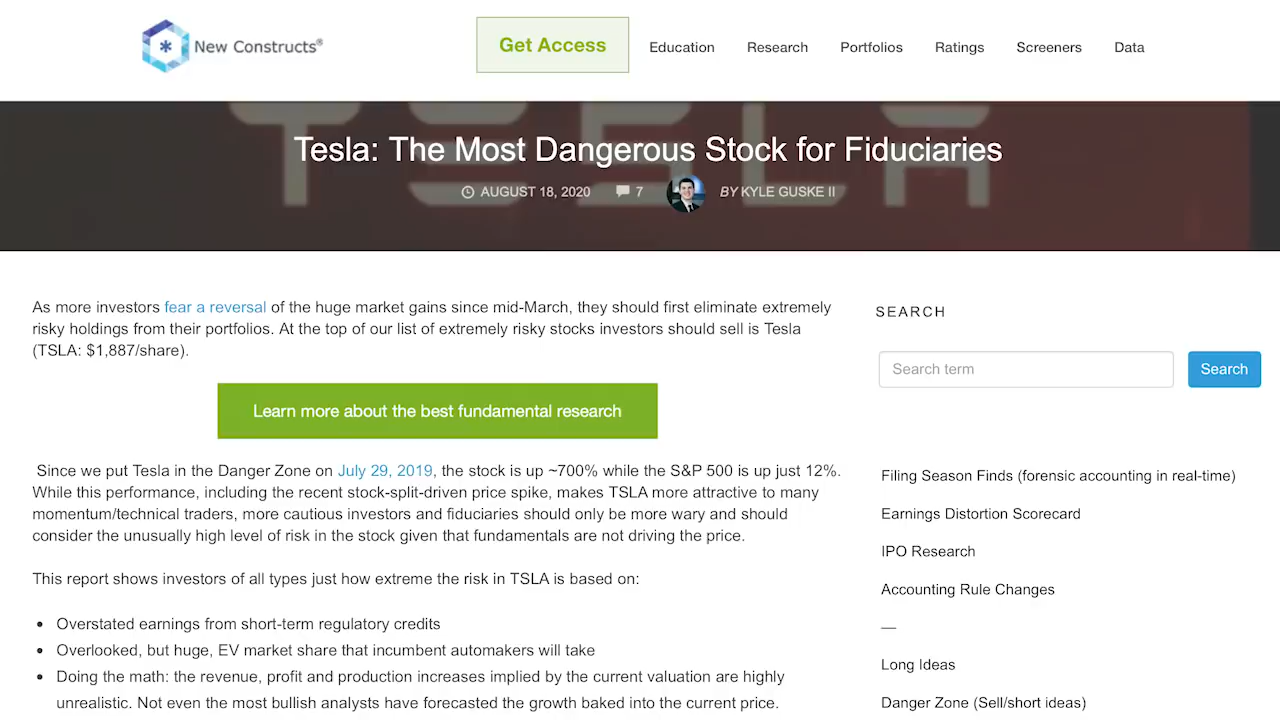 New Constructs®
Get Access
Education
Research
Portfolios
Ratings
Screeners
Data
TESLA
Tesla: The Most Dangerous Stock for Fiduciaries
AUGUST 18, 2020
7
BY KYLE GUSKE II
As more investors fear a reversal of the huge market gains since mid-March, they should first eliminate extremely
risky holdings from their portfolios. At the top of our list of extremely risky stocks investors should sell is Tesla
(TSLA: $1,887/share).
Learn more about the best fundamental research
Since we put Tesla in the Danger Zone on July 29, 2019, the stock is up ~700% while the S&P 500 is up just 12%.
While this performance, including the recent stock-split-driven price spike, makes TSLA more attractive to many
momentum/technical traders, more cautious investors and fiduciaries should only be more wary and should
consider the unusually high level of risk in the stock given that fundamentals are not driving the price.
This report shows investors of all types just how extreme the risk in TSLA is based on:
• Overstated earnings from short-term regulatory credits
• Overlooked, but huge, EV market share that incumbent automakers will take
• Doing the math: the revenue, profit and production increases implied by the current valuation are highly
unrealistic. Not even the most bullish analysts have forecasted the growth baked into the current price.
SEARCH
Search term
Search
Filing Season Finds (forensic accounting in real-time)
Earnings Distortion Scorecard
IPO Research
Accounting Rule Changes
—
Long Ideas
Danger Zone (Sell/short ideas)